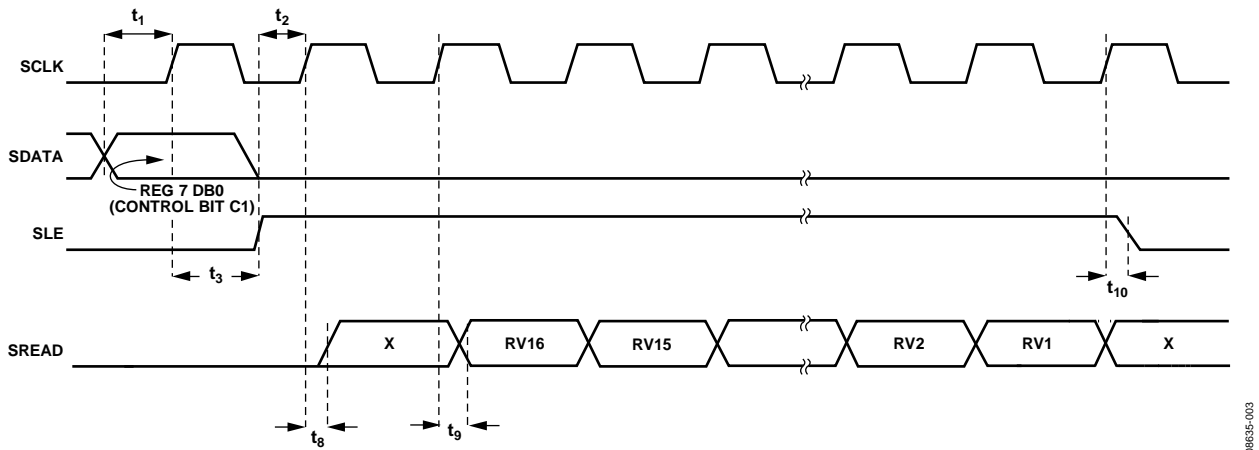 t1
t2
SCLK
SDATA
REG 7 DB0
(CONTROL BIT C1)
SLE
t3
t10
SREAD
X
RV16
RV15
RV2
RV1
X
t8
t9
08635-003